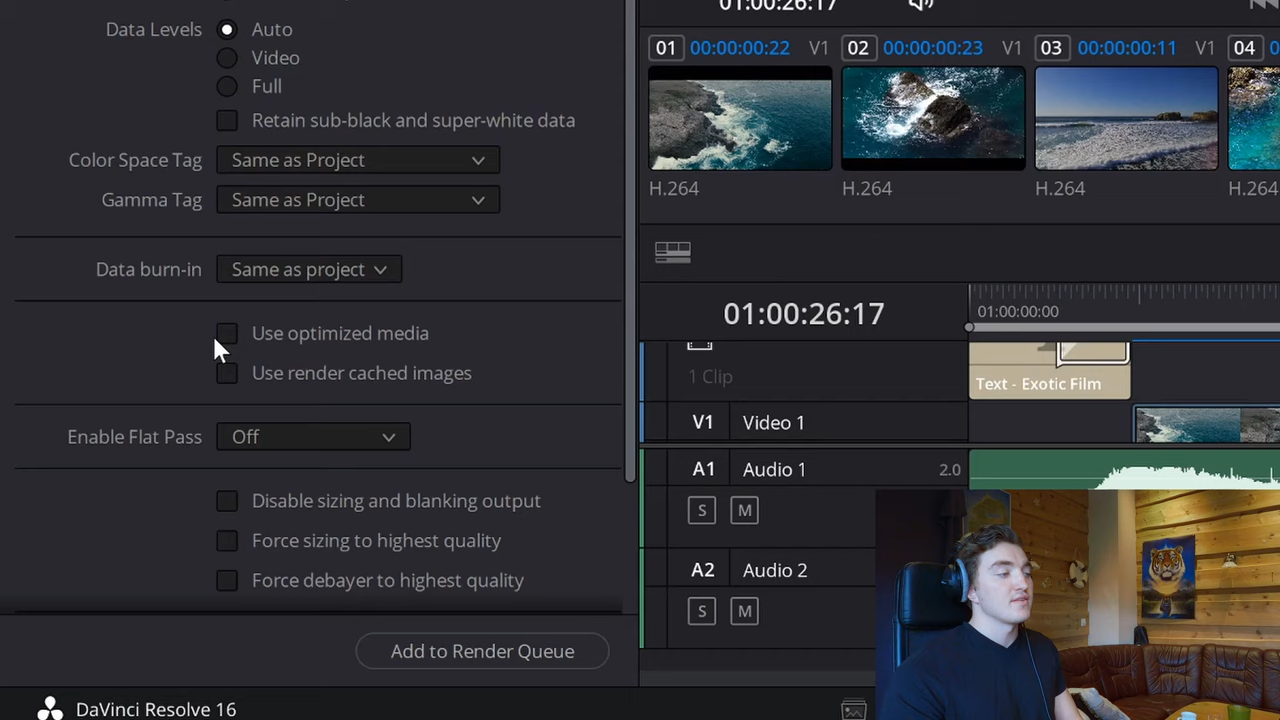 01:00:26:17
Data Levels Auto
Video
Full
Retain sub-black and super-white data
Color Space Tag Same as Project
Gamma Tag Same as Project
Data burn-in Same as project
Use optimized media
Use render cached images
Enable Flat Pass Off
Disable sizing and blanking output
Force sizing to highest quality
Force debayer to highest quality
Add to Render Queue
DaVinci Resolve 16
01 00:00:00:22 V1 02 00:00:00:23 V1 03 00:00:00:11 V1 04 0
H.264 H.264 H.264 H.264
01:00:26:17 01:00:00:00
1 Clip Text - Exotic Film
V1 Video 1
A1 Audio 1 2.0
S M
A2 Audio 2
S M